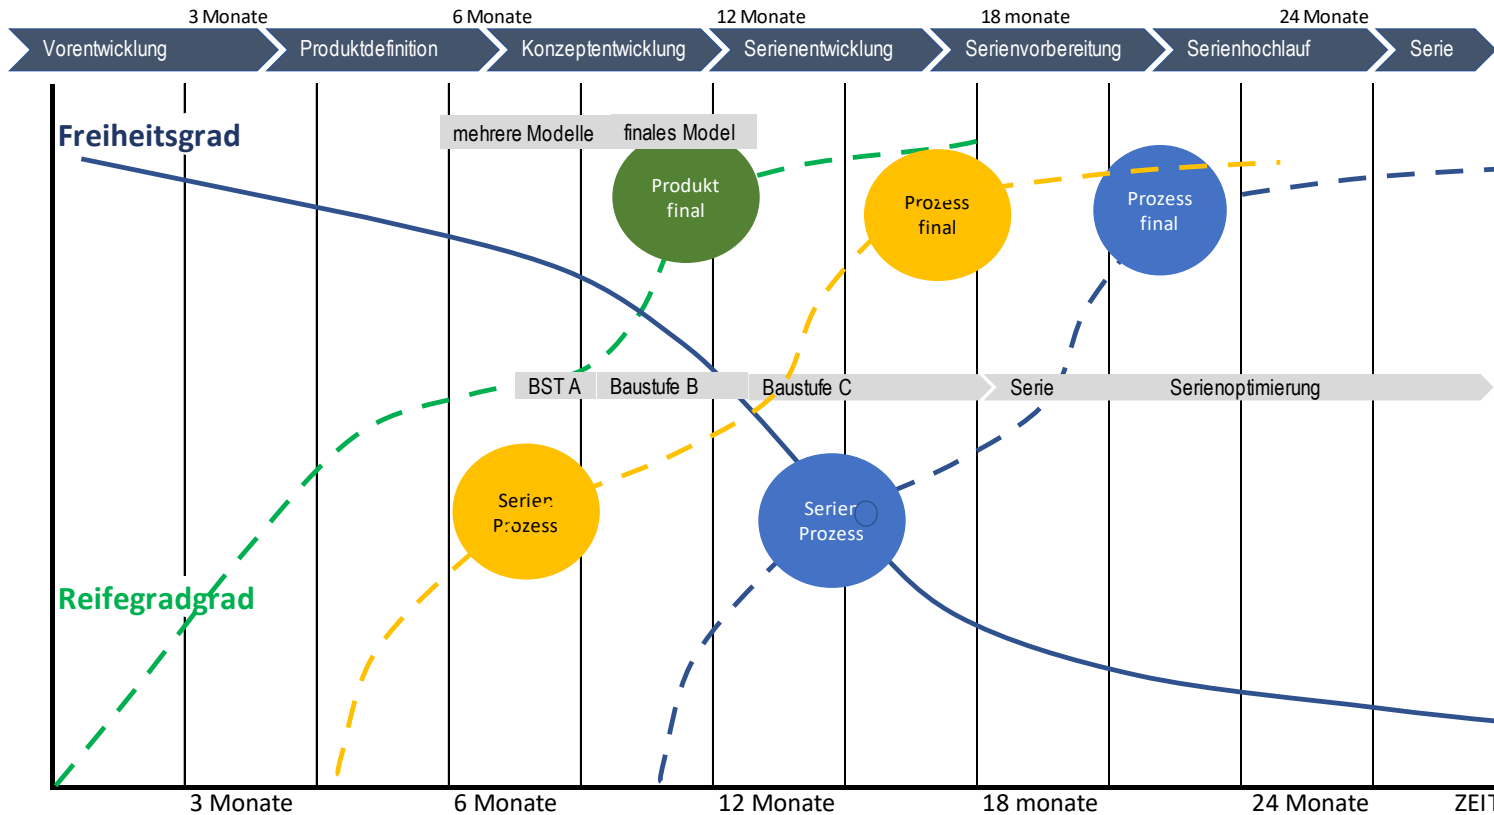 3 Monate 6 Monate 12 Monate 18 monate 24 Monate
Vorentwicklung Produktdefinition Konzeptentwicklung Serienentwicklung Serienvorbereitung Serienhochlauf Serie
Freiheitsgrad
mehrere Modelle finales Model
Produkt
final
Prozess
final
Prozess
final
BST A Baustufe B Baustufe C Serie Serienoptimierung
Serien
Prozess
Serien
Prozess
Reifegradgrad
3 Monate 6 Monate 12 Monate 18 monate 24 Monate ZEIT